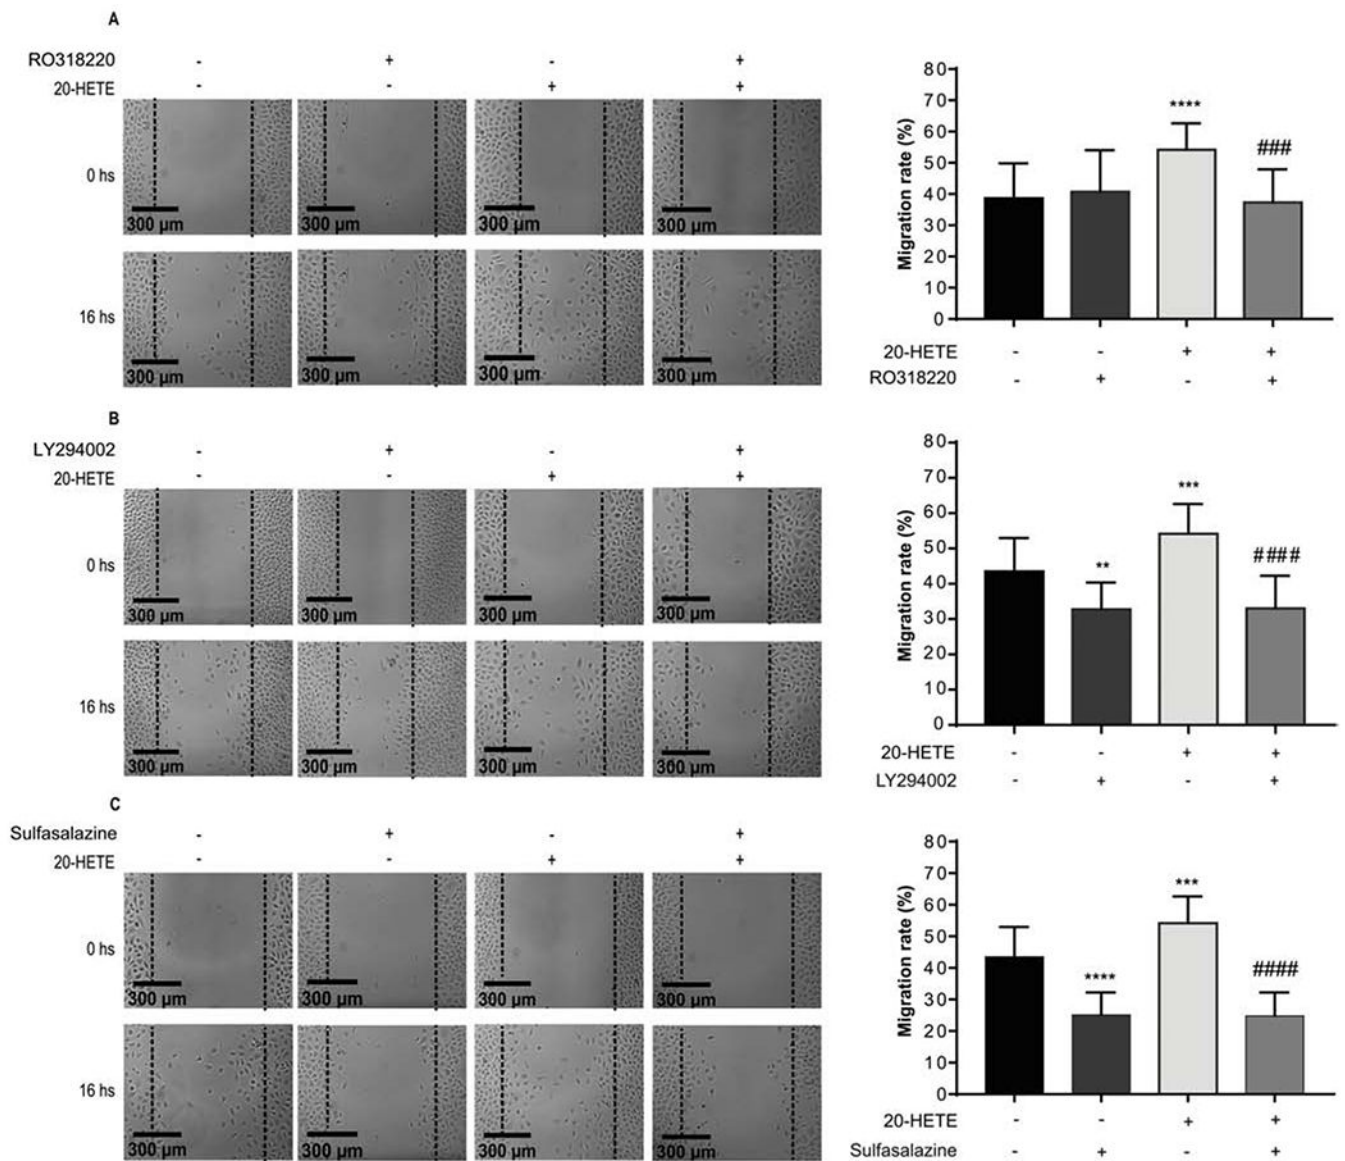 A
RO318220 - + - +
20-HETE - - + +
0 hs
300 µm 300 µm 300 µm 300 µm
16 hs
300 µm 300 µm 300 µm 300 µm
Migration rate (%)
80
70
60
50
40
30
20
10
0
****
###
20-HETE - - + +
RO318220 - + - +
B
LY294002 - + - +
20-HETE - - + +
0 hs
300 µm 300 µm 300 µm 300 µm
16 hs
300 µm 300 µm 300 µm 300 µm
Migration rate (%)
80
70
60
50
40
30
20
10
0
**
***
####
20-HETE - - + +
LY294002 - + - +
C
Sulfasalazine - + - +
20-HETE - - + +
0 hs
300 µm 300 µm 300 µm 300 µm
16 hs
300 µm 300 µm 300 µm 300 µm
Migration rate (%)
80
70
60
50
40
30
20
10
0
****
***
####
20-HETE - - + +
Sulfasalazine - + - +